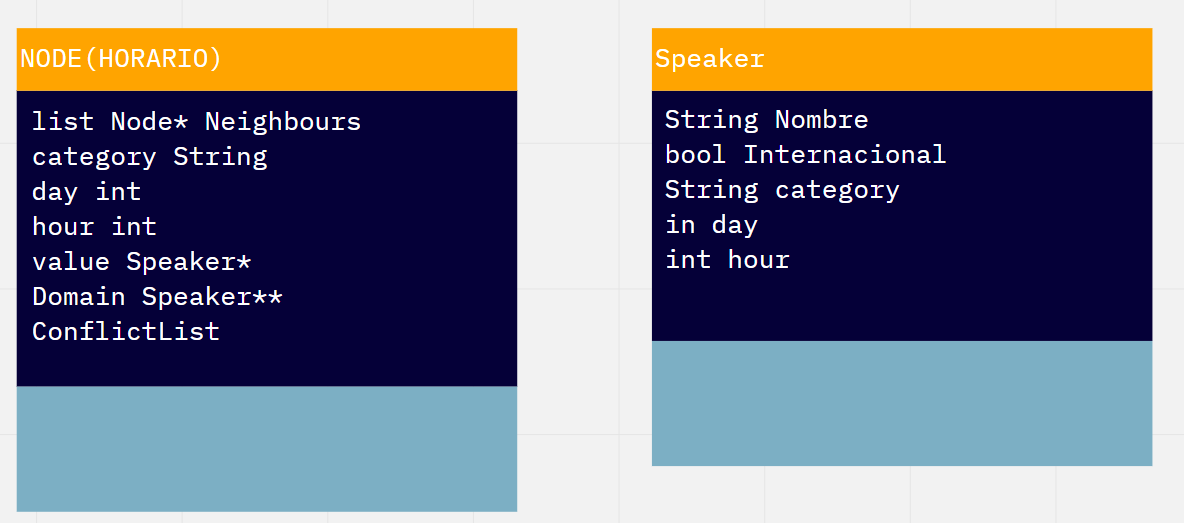 NODE(HORARIO)
list Node* Neighbours
category String
day int
hour int
value Speaker*
Domain Speaker**
ConflictList
Speaker
String Nombre
bool Internacional
String category
in day
int hour